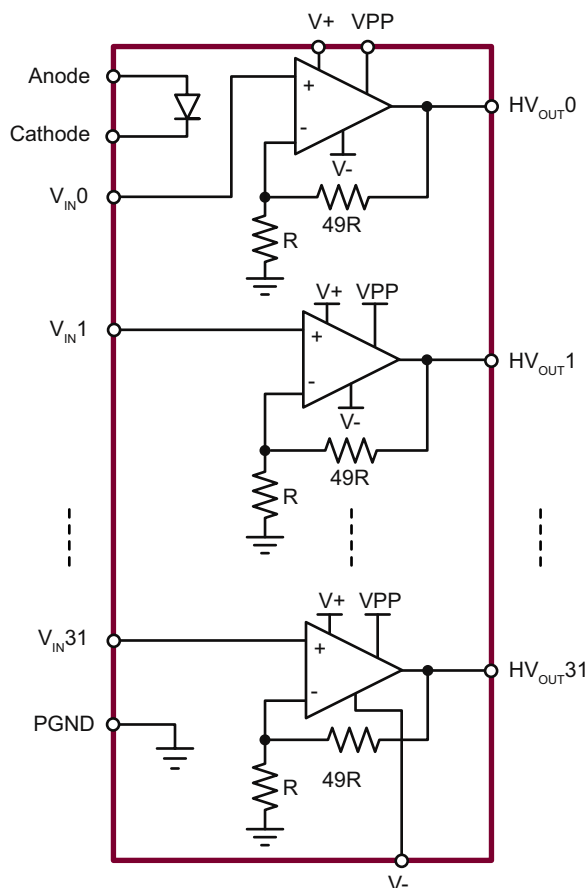 V+ VPP
Anode
+
HVOUT0
Cathode
-
V-
VIN0
49R
R
V+ VPP
VIN1
+
HVOUT1
-
V-
49R
R
V+ VPP
VIN31
+
HVOUT31
-
PGND
49R
R
V-